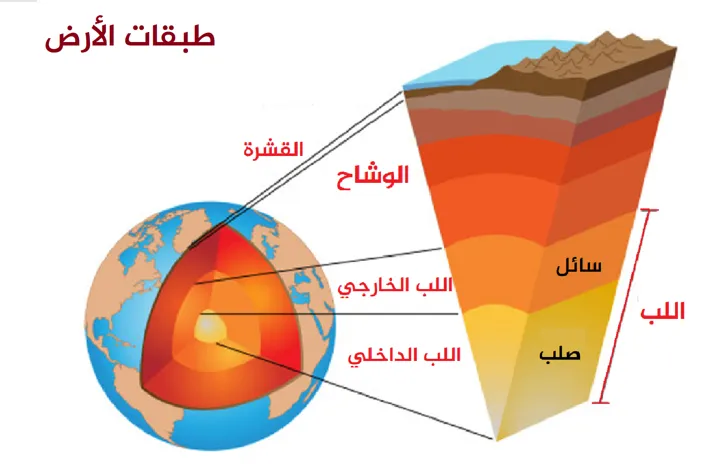 طبقات الأرض
القشرة
الوشاح
سائل
اللب الخارجي
اللب
اللب الداخلي
صلب